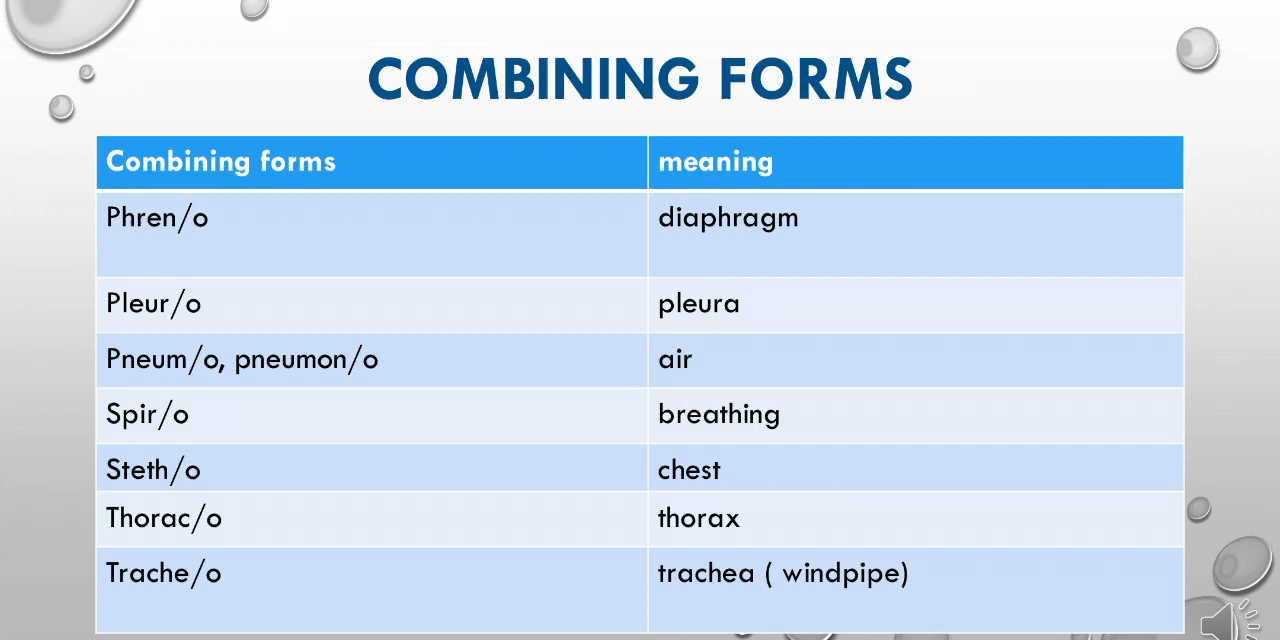 COMBINING FORMS
Combining forms meaning
Phren/o diaphragm
Pleur/o pleura
Pneum/o, pneumon/o air
Spir/o breathing
Steth/o chest
Thorac/o thorax
Trache/o trachea ( windpipe)